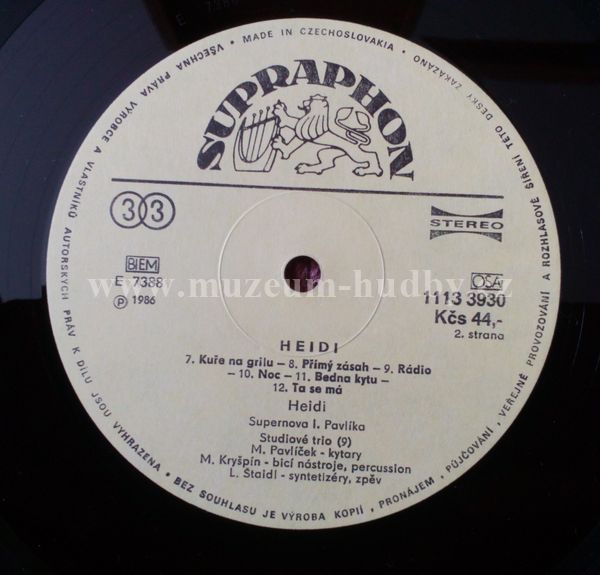 E 7388
• MADE IN CZECHOSLOVAKIA •
VŠECHNA PRÁVA VÝROBCE A VLASTNÍKŮ AUTORSKÝCH PRÁV K DÍLU JSOU VYHRAZENA • BEZ SOUHLASU JE VÝROBA KOPIÍ, PRONÁJEM, PŮJČOVÁNÍ, VEŘEJNÉ PROVOZOVÁNÍ A ROZHLASOVÉ ŠÍŘENÍ TÉTO DESKY ZAKÁZÁNO
SUPRAPHON
33
STEREO
BIEM
OSA
E 7388
1113 3930
℗ 1986
Kčs 44,-
2. strana
www.muzeum-hudby.cz
HEIDI
7. Kuře na grilu – 8. Přímý zásah – 9. Rádio
– 10. Noc – 11. Bedna kytu –
12. Ta se má
Heidi
Supernova I. Pavlíka
Studiové trio (9)
M. Pavlíček - kytary
M. Kryšpín - bicí nástroje, percussion
L. Štaidl - syntetizéry, zpěv